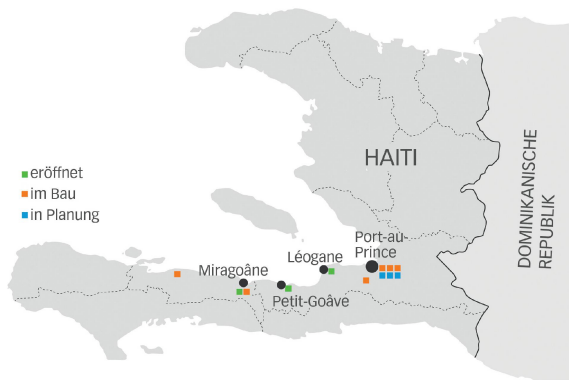 HAITI
DOMINIKANISCHE
REPUBLIK
eröffnet
im Bau
in Planung
Port-au-
Prince
Léogane
Miragoâne
Petit-Goâve